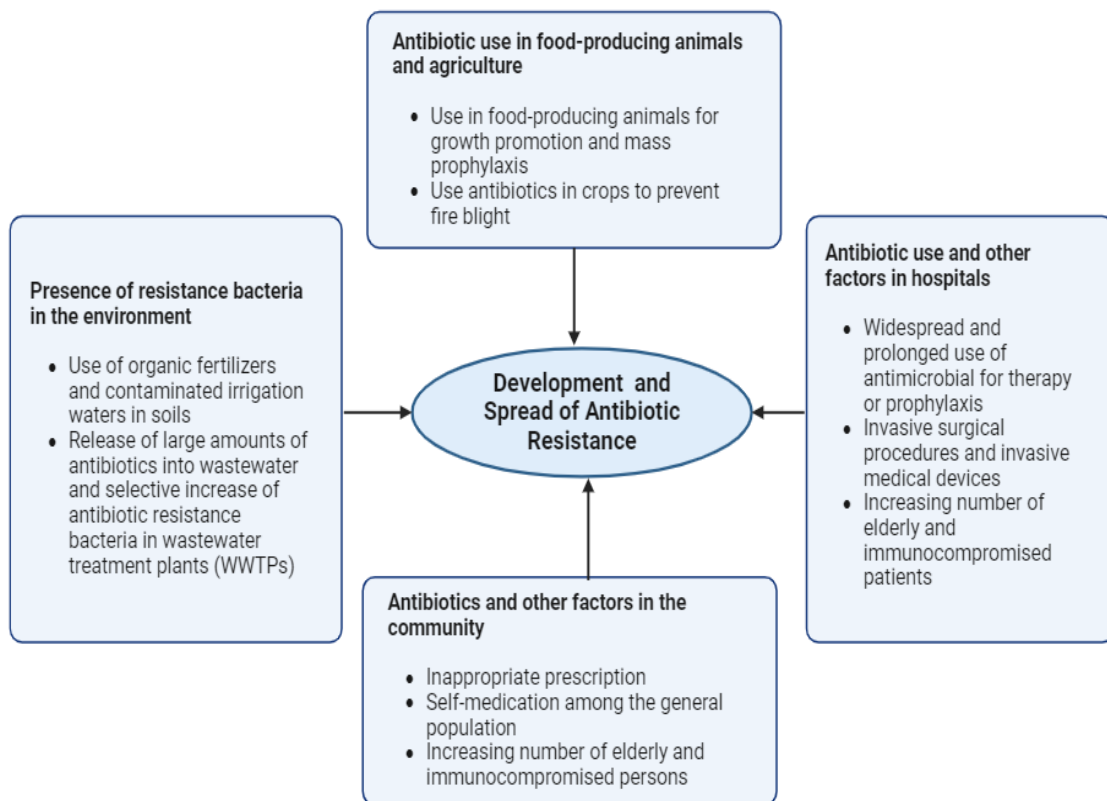 Antibiotic use in food-producing animals
and agriculture
• Use in food-producing animals for
growth promotion and mass
prophylaxis
• Use antibiotics in crops to prevent
fire blight
Presence of resistance bacteria
in the environment
• Use of organic fertilizers
and contaminated irrigation
waters in soils
• Release of large amounts of
antibiotics into wastewater
and selective increase of
antibiotic resistance
bacteria in wastewater
treatment plants (WWTPs)
Development and
Spread of Antibiotic
Resistance
Antibiotic use and other
factors in hospitals
• Widespread and
prolonged use of
antimicrobial for therapy
or prophylaxis
• Invasive surgical
procedures and invasive
medical devices
• Increasing number of
elderly and
immunocompromised
patients
Antibiotics and other factors in the
community
• Inappropriate prescription
• Self-medication among the general
population
• Increasing number of elderly and
immunocompromised persons